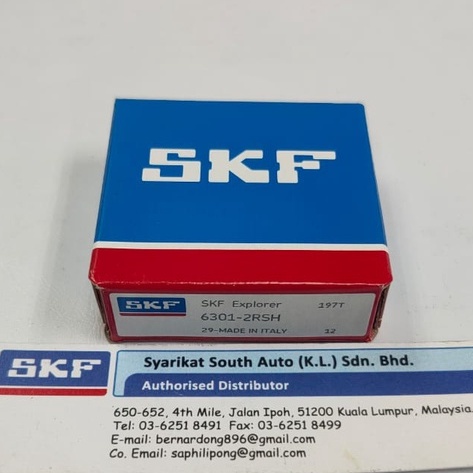 SKF
SKF SKF Explorer 197T
6301-2RSH
29-MADE IN ITALY 12
SKF Syarikat South Auto (K.L.) Sdn. Bhd.
Authorised Distributor
650-652, 4th Mile, Jalan Ipoh, 51200 Kuala Lumpur, Malaysia.
Tel: 03-6251 8491 Fax: 03-6251 8499
E-mail: bernardong896@gmail.com
Co. Email: saphilipong@gmail.com